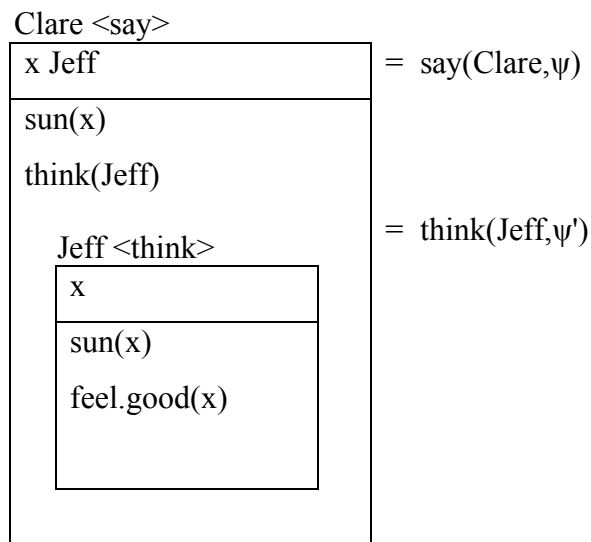 Clare <say>
x Jeff
= say(Clare,ψ)
sun(x)
think(Jeff)
= think(Jeff,ψ')
Jeff <think>
x
sun(x)
feel.good(x)